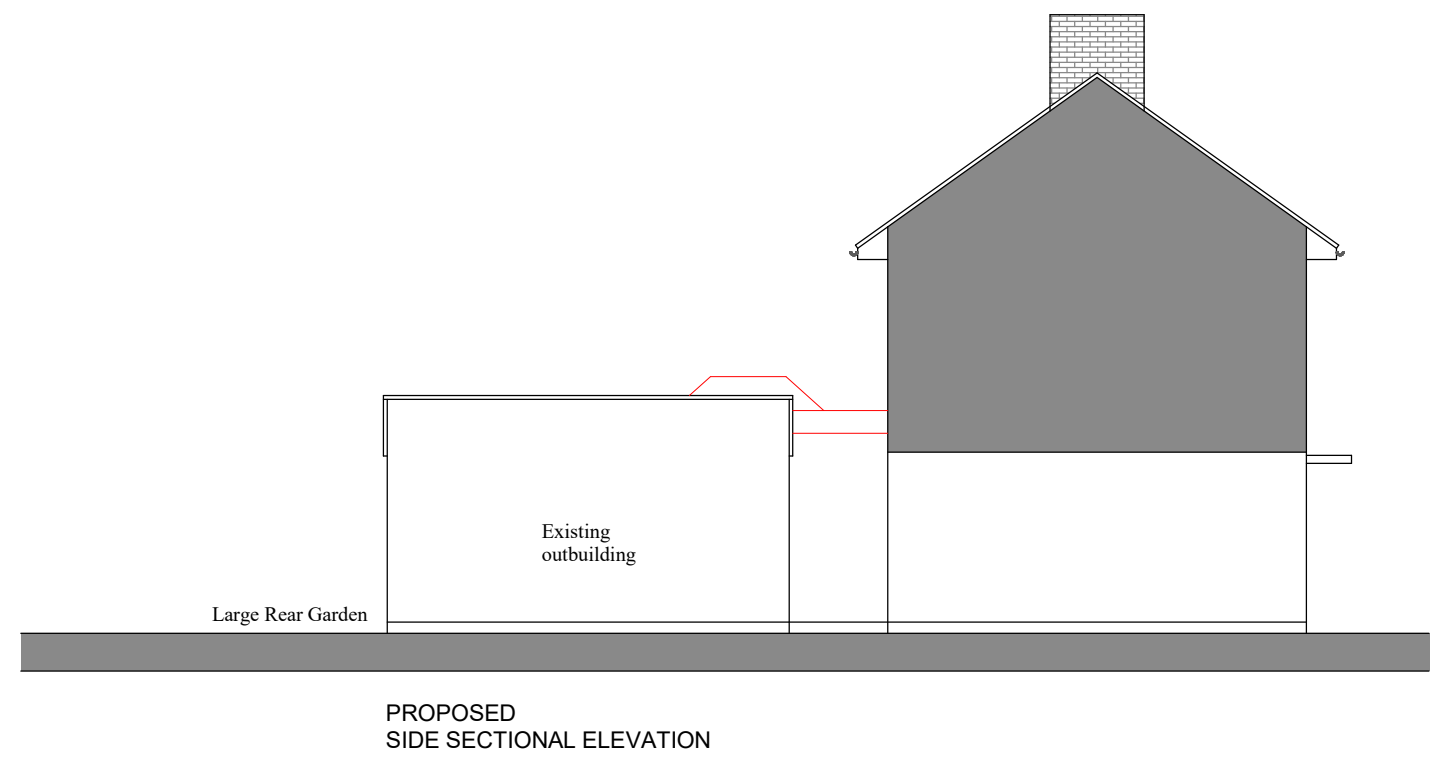 Existing
outbuilding
Large Rear Garden
PROPOSED
SIDE SECTIONAL ELEVATION